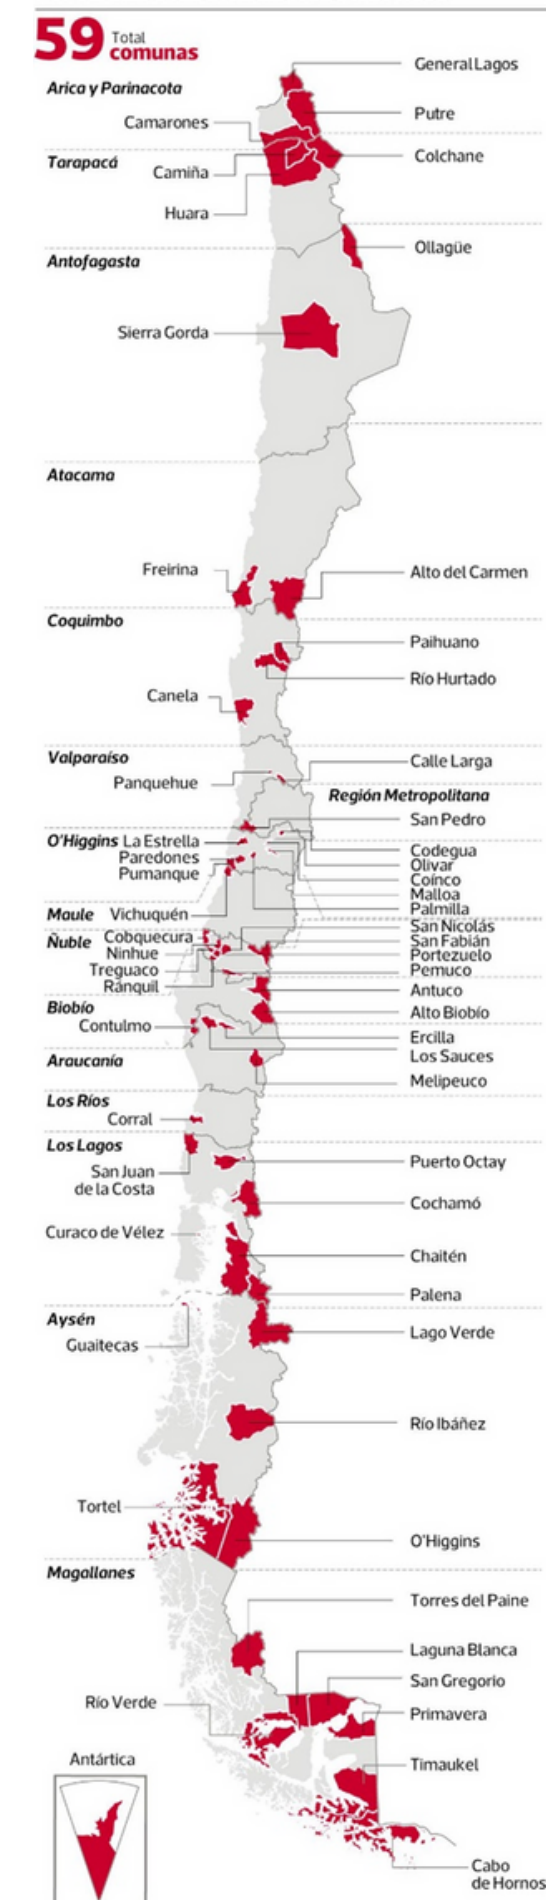 59 Total comunas
General Lagos
Arica y Parinacota
Putre
Camarones
Colchane
Tarapacá
Camiña
Huara
Ollagüe
Antofagasta
Sierra Gorda
Atacama
Freirina
Alto del Carmen
Coquimbo
Paihuano
Río Hurtado
Canela
Valparaíso
Calle Larga
Panquehue
Región Metropolitana
San Pedro
O'Higgins La Estrella
Codegua
Paredones
Olivar
Pumanque
Coínco
Malloa
Palmilla
Maule Vichuquén
San Nicolás
Ñuble Cobquecura
San Fabián
Ninhue
Portezuelo
Treguaco
Pemuco
Ránquil
Antuco
Biobío
Alto Biobío
Contulmo
Ercilla
Los Sauces
Araucanía
Melipeuco
Los Ríos
Corral
Los Lagos
Puerto Octay
San Juan
de la Costa
Cochamó
Curaco de Vélez
Chaitén
Palena
Aysén
Lago Verde
Guaitecas
Río Ibáñez
Tortel
O'Higgins
Magallanes
Torres del Paine
Laguna Blanca
San Gregorio
Río Verde
Primavera
Antártica
Timaukel
Cabo
de Hornos